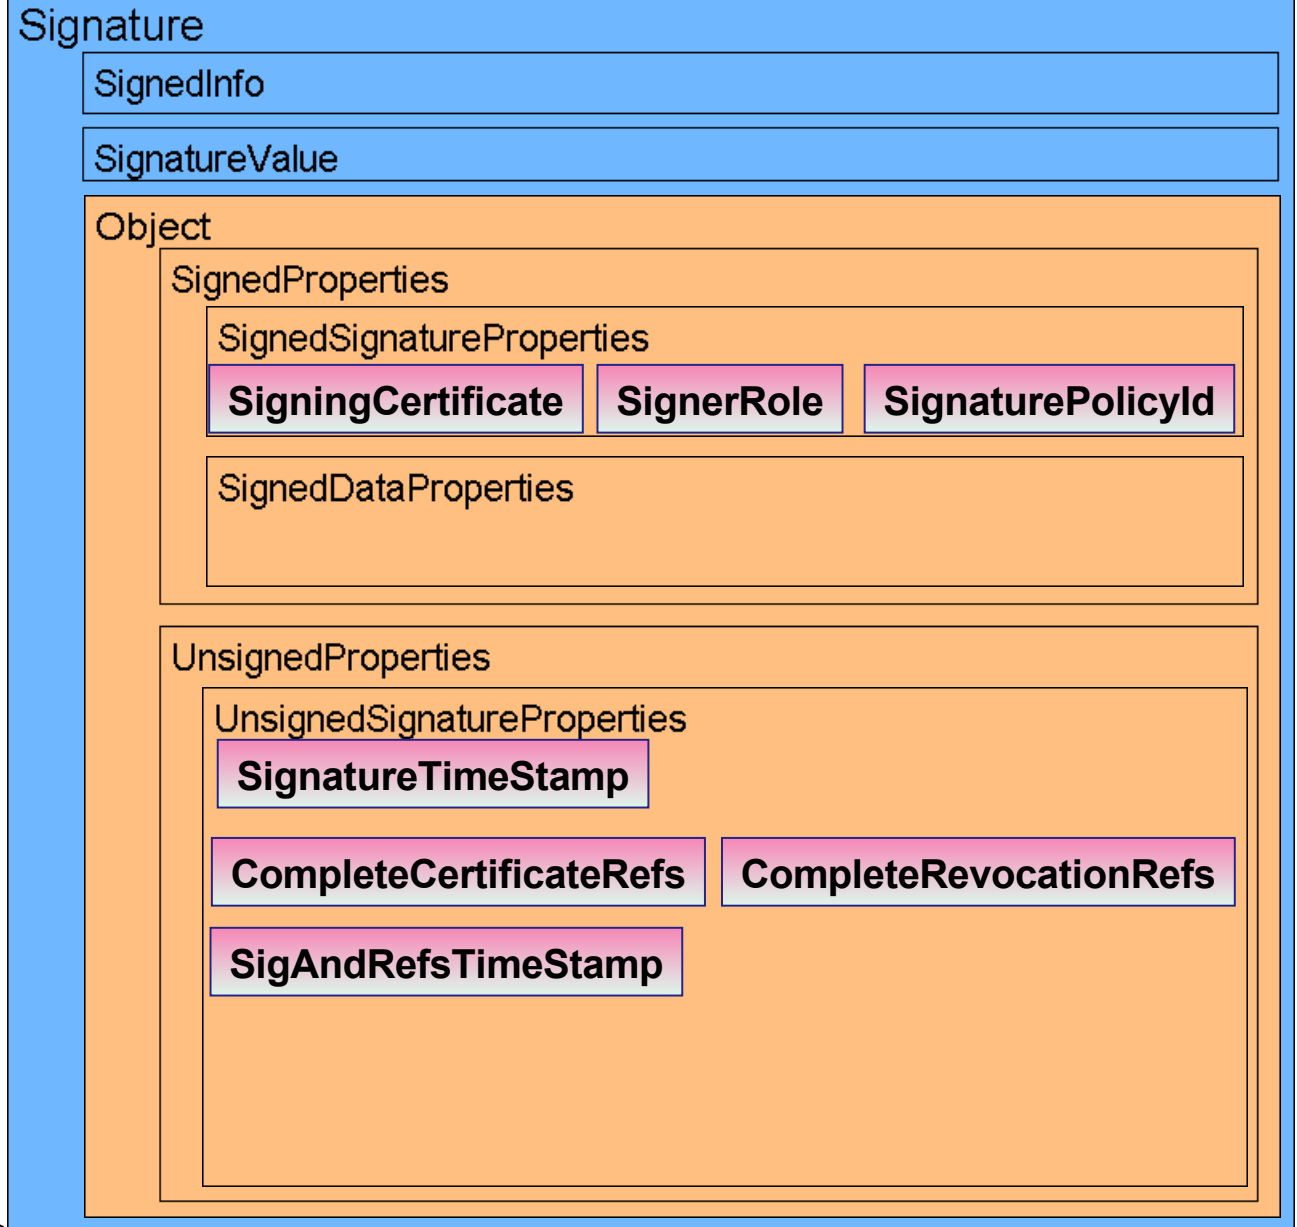 Signature
SignedInfo
SignatureValue
Object
SignedProperties
SignedSignatureProperties
SigningCertificate SignerRole SignaturePolicyId
SignedDataProperties
UnsignedProperties
UnsignedSignatureProperties
SignatureTimeStamp
CompleteCertificateRefs CompleteRevocationRefs
SigAndRefsTimeStamp